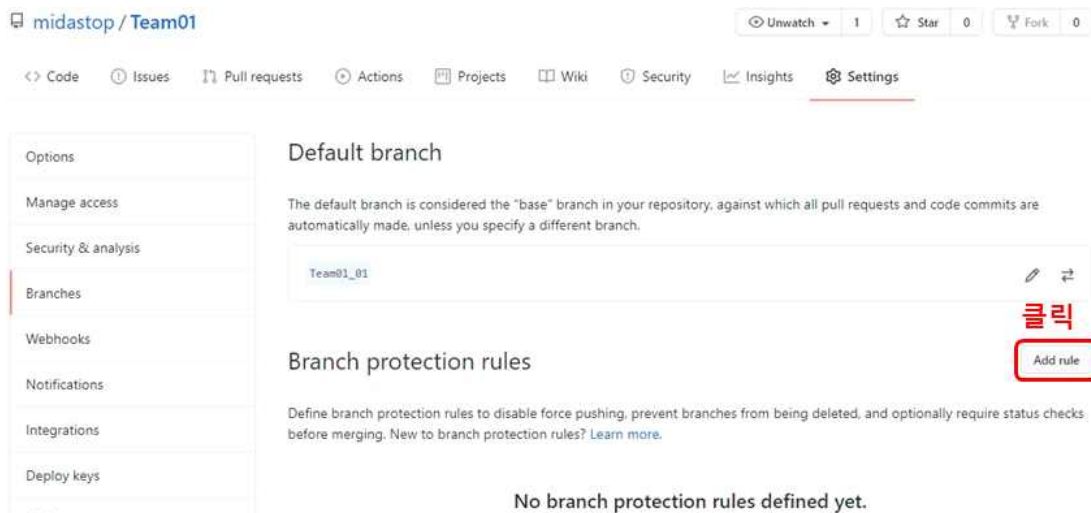 midastop / Team01
Unwatch 1 Star 0 Fork 0
<> Code Issues Pull requests Actions Projects Wiki Security Insights Settings
Options
Manage access
Security & analysis
Branches
Webhooks
Notifications
Integrations
Deploy keys
Default branch
The default branch is considered the "base" branch in your repository, against which all pull requests and code commits are
automatically made, unless you specify a different branch.
Team01_01
클릭
Branch protection rules
Add rule
Define branch protection rules to disable force pushing, prevent branches from being deleted, and optionally require status checks
before merging. New to branch protection rules? Learn more.
No branch protection rules defined yet.